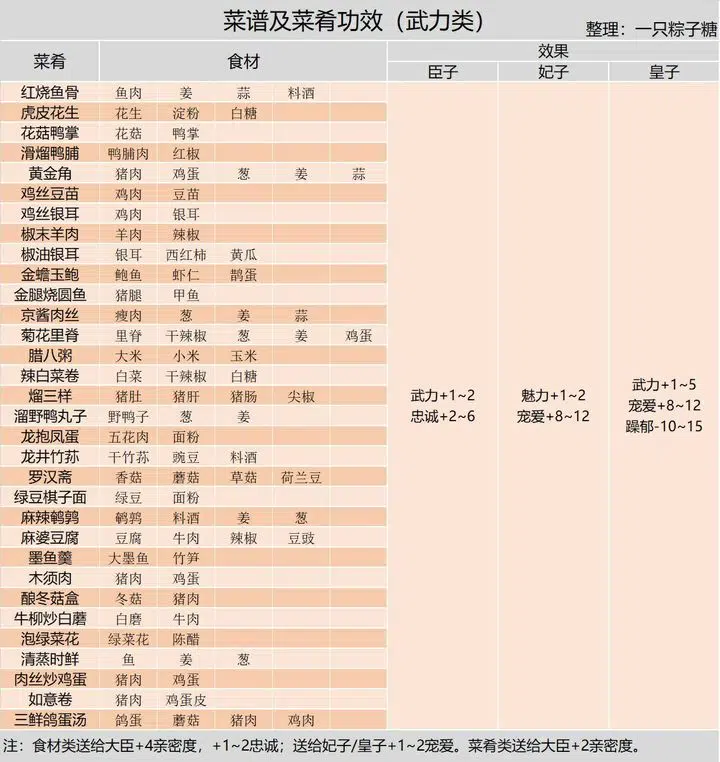 菜谱及菜肴功效（武力类）
整理：一只粽子糖
菜肴 食材 效果
臣子 妃子 皇子
红烧鱼骨 鱼肉 姜 蒜 料酒
虎皮花生 花生 淀粉 白糖
花菇鸭掌 花菇 鸭掌
滑熘鸭脯 鸭脯肉 红椒
黄金角 猪肉 鸡蛋 葱 姜 蒜
鸡丝豆苗 鸡肉 豆苗
鸡丝银耳 鸡肉 银耳
椒末羊肉 羊肉 辣椒
椒油银耳 银耳 西红柿 黄瓜
金蟾玉鲍 鲍鱼 虾仁 鹊蛋
金腿烧圆鱼 猪腿 甲鱼
京酱肉丝 瘦肉 葱 姜 蒜
菊花里脊 里脊 干辣椒 葱 姜 鸡蛋
腊八粥 大米 小米 玉米
辣白菜卷 白菜 干辣椒 白糖
熘三样 猪肚 猪肝 猪肠 尖椒
溜野鸭丸子 野鸭子 葱 姜
龙抱凤蛋 五花肉 面粉
龙井竹荪 干竹荪 豌豆 料酒
罗汉斋 香菇 蘑菇 草菇 荷兰豆
绿豆棋子面 绿豆 面粉
麻辣鹌鹑 鹌鹑 料酒 姜 葱
麻婆豆腐 豆腐 牛肉 辣椒 豆豉
墨鱼羹 大墨鱼 竹笋
木须肉 猪肉 鸡蛋
酿冬菇盒 冬菇 猪肉
牛柳炒白蘑 白磨 牛肉
泡绿菜花 绿菜花 陈醋
清蒸时鲜 鱼 姜 葱
肉丝炒鸡蛋 猪肉 鸡蛋
如意卷 猪肉 鸡蛋皮
三鲜鸽蛋汤 鸽蛋 蘑菇 猪肉 鸡肉
武力+1~2
忠诚+2~6
魅力+1~2
宠爱+8~12
武力+1~5
宠爱+8~12
躁郁-10~15
注：食材类送给大臣+4亲密度，+1~2忠诚；送给妃子/皇子+1~2宠爱。菜肴类送给大臣+2亲密度。